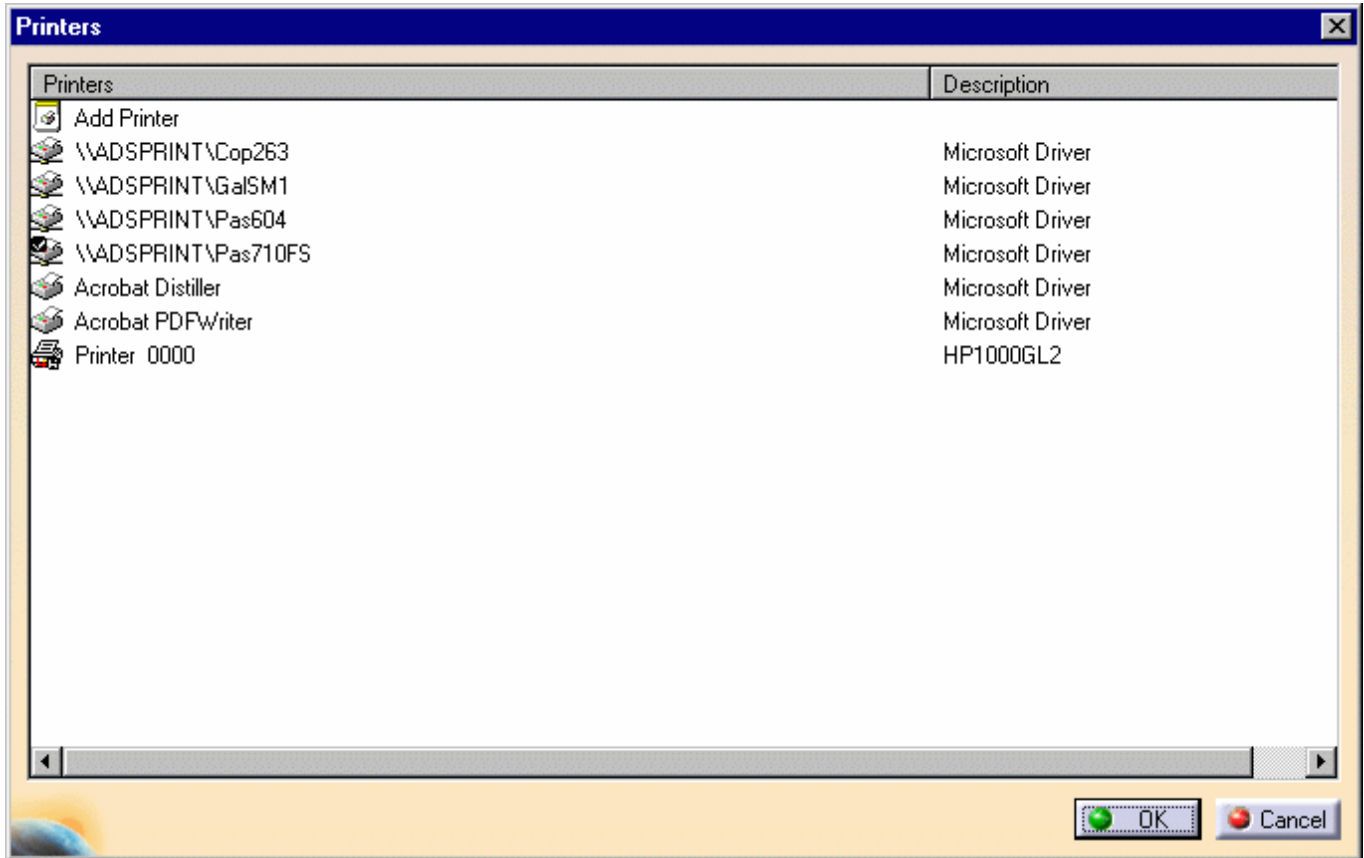 Printers
Printers Description
Add Printer
\\ADSPRINT\Cop263 Microsoft Driver
\\ADSPRINT\GalSM1 Microsoft Driver
\\ADSPRINT\Pas604 Microsoft Driver
\\ADSPRINT\Pas710FS Microsoft Driver
Acrobat Distiller Microsoft Driver
Acrobat PDFWriter Microsoft Driver
Printer 0000 HP1000GL2
OK Cancel